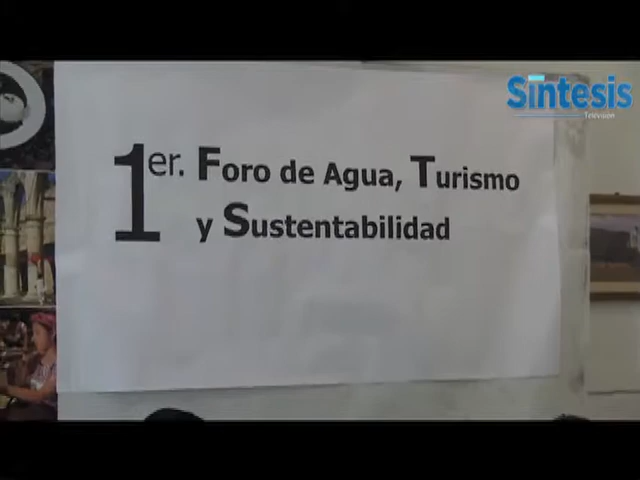 Síntesis
Televisión
1er. Foro de Agua, Turismo
y Sustentabilidad